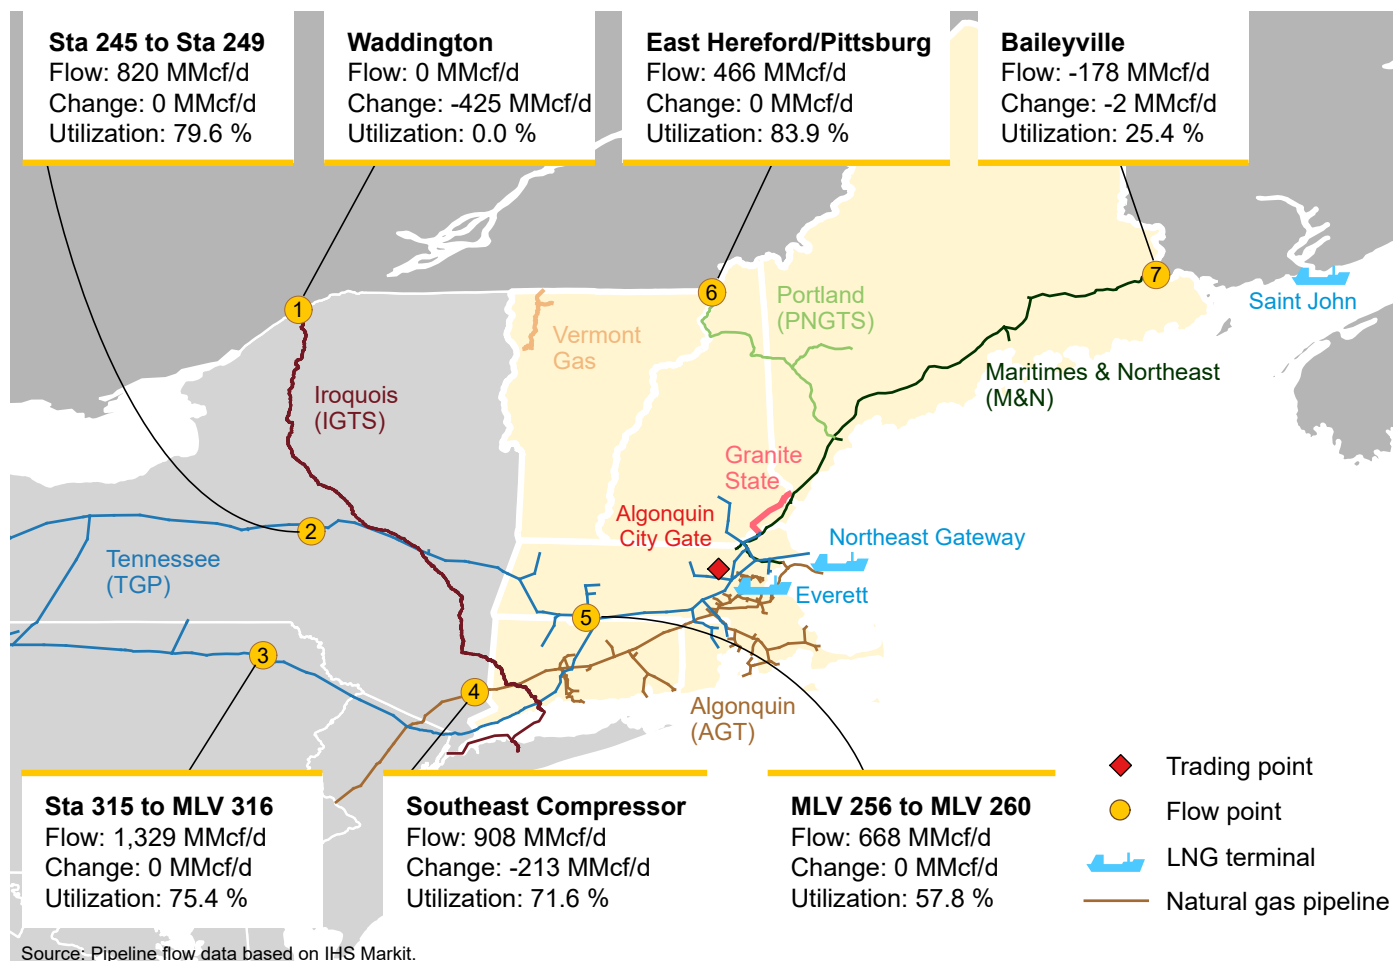 Sta 245 to Sta 249
Flow: 820 MMcf/d
Change: 0 MMcf/d
Utilization: 79.6 %
Waddington
Flow: 0 MMcf/d
Change: -425 MMcf/d
Utilization: 0.0 %
East Hereford/Pittsburg
Flow: 466 MMcf/d
Change: 0 MMcf/d
Utilization: 83.9 %
Baileyville
Flow: -178 MMcf/d
Change: -2 MMcf/d
Utilization: 25.4 %
7
6
1
Portland
(PNGTS)
Saint John
Vermont
Gas
Maritimes & Northeast
(M&N)
Iroquois
(IGTS)
Granite
State
Algonquin
City Gate
2
Northeast Gateway
Tennessee
(TGP)
Everett
5
3
4
Algonquin
(AGT)
Sta 315 to MLV 316
Flow: 1,329 MMcf/d
Change: 0 MMcf/d
Utilization: 75.4 %
Southeast Compressor
Flow: 908 MMcf/d
Change: -213 MMcf/d
Utilization: 71.6 %
MLV 256 to MLV 260
Flow: 668 MMcf/d
Change: 0 MMcf/d
Utilization: 57.8 %
Trading point
Flow point
LNG terminal
Natural gas pipeline
Source: Pipeline flow data based on IHS Markit.